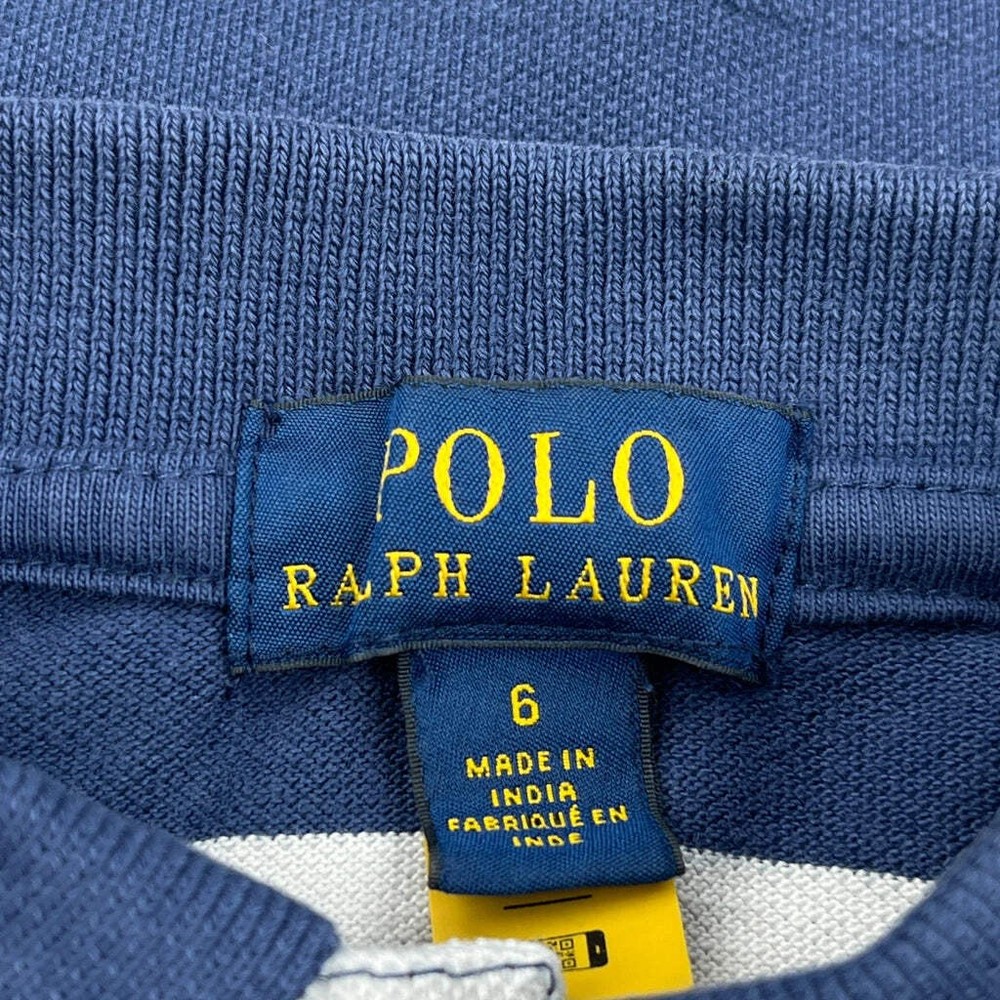 POLO
RALPH LAUREN
6
MADE IN
INDIA
FABRIQUÉ EN
INDE